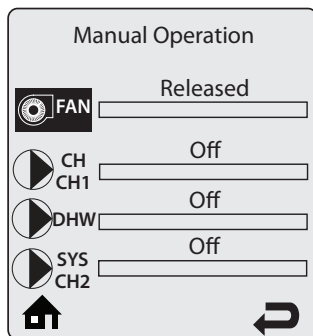 Manual Operation
Released
FAN
Off
CH
CH1
Off
DHW
Off
SYS
CH2